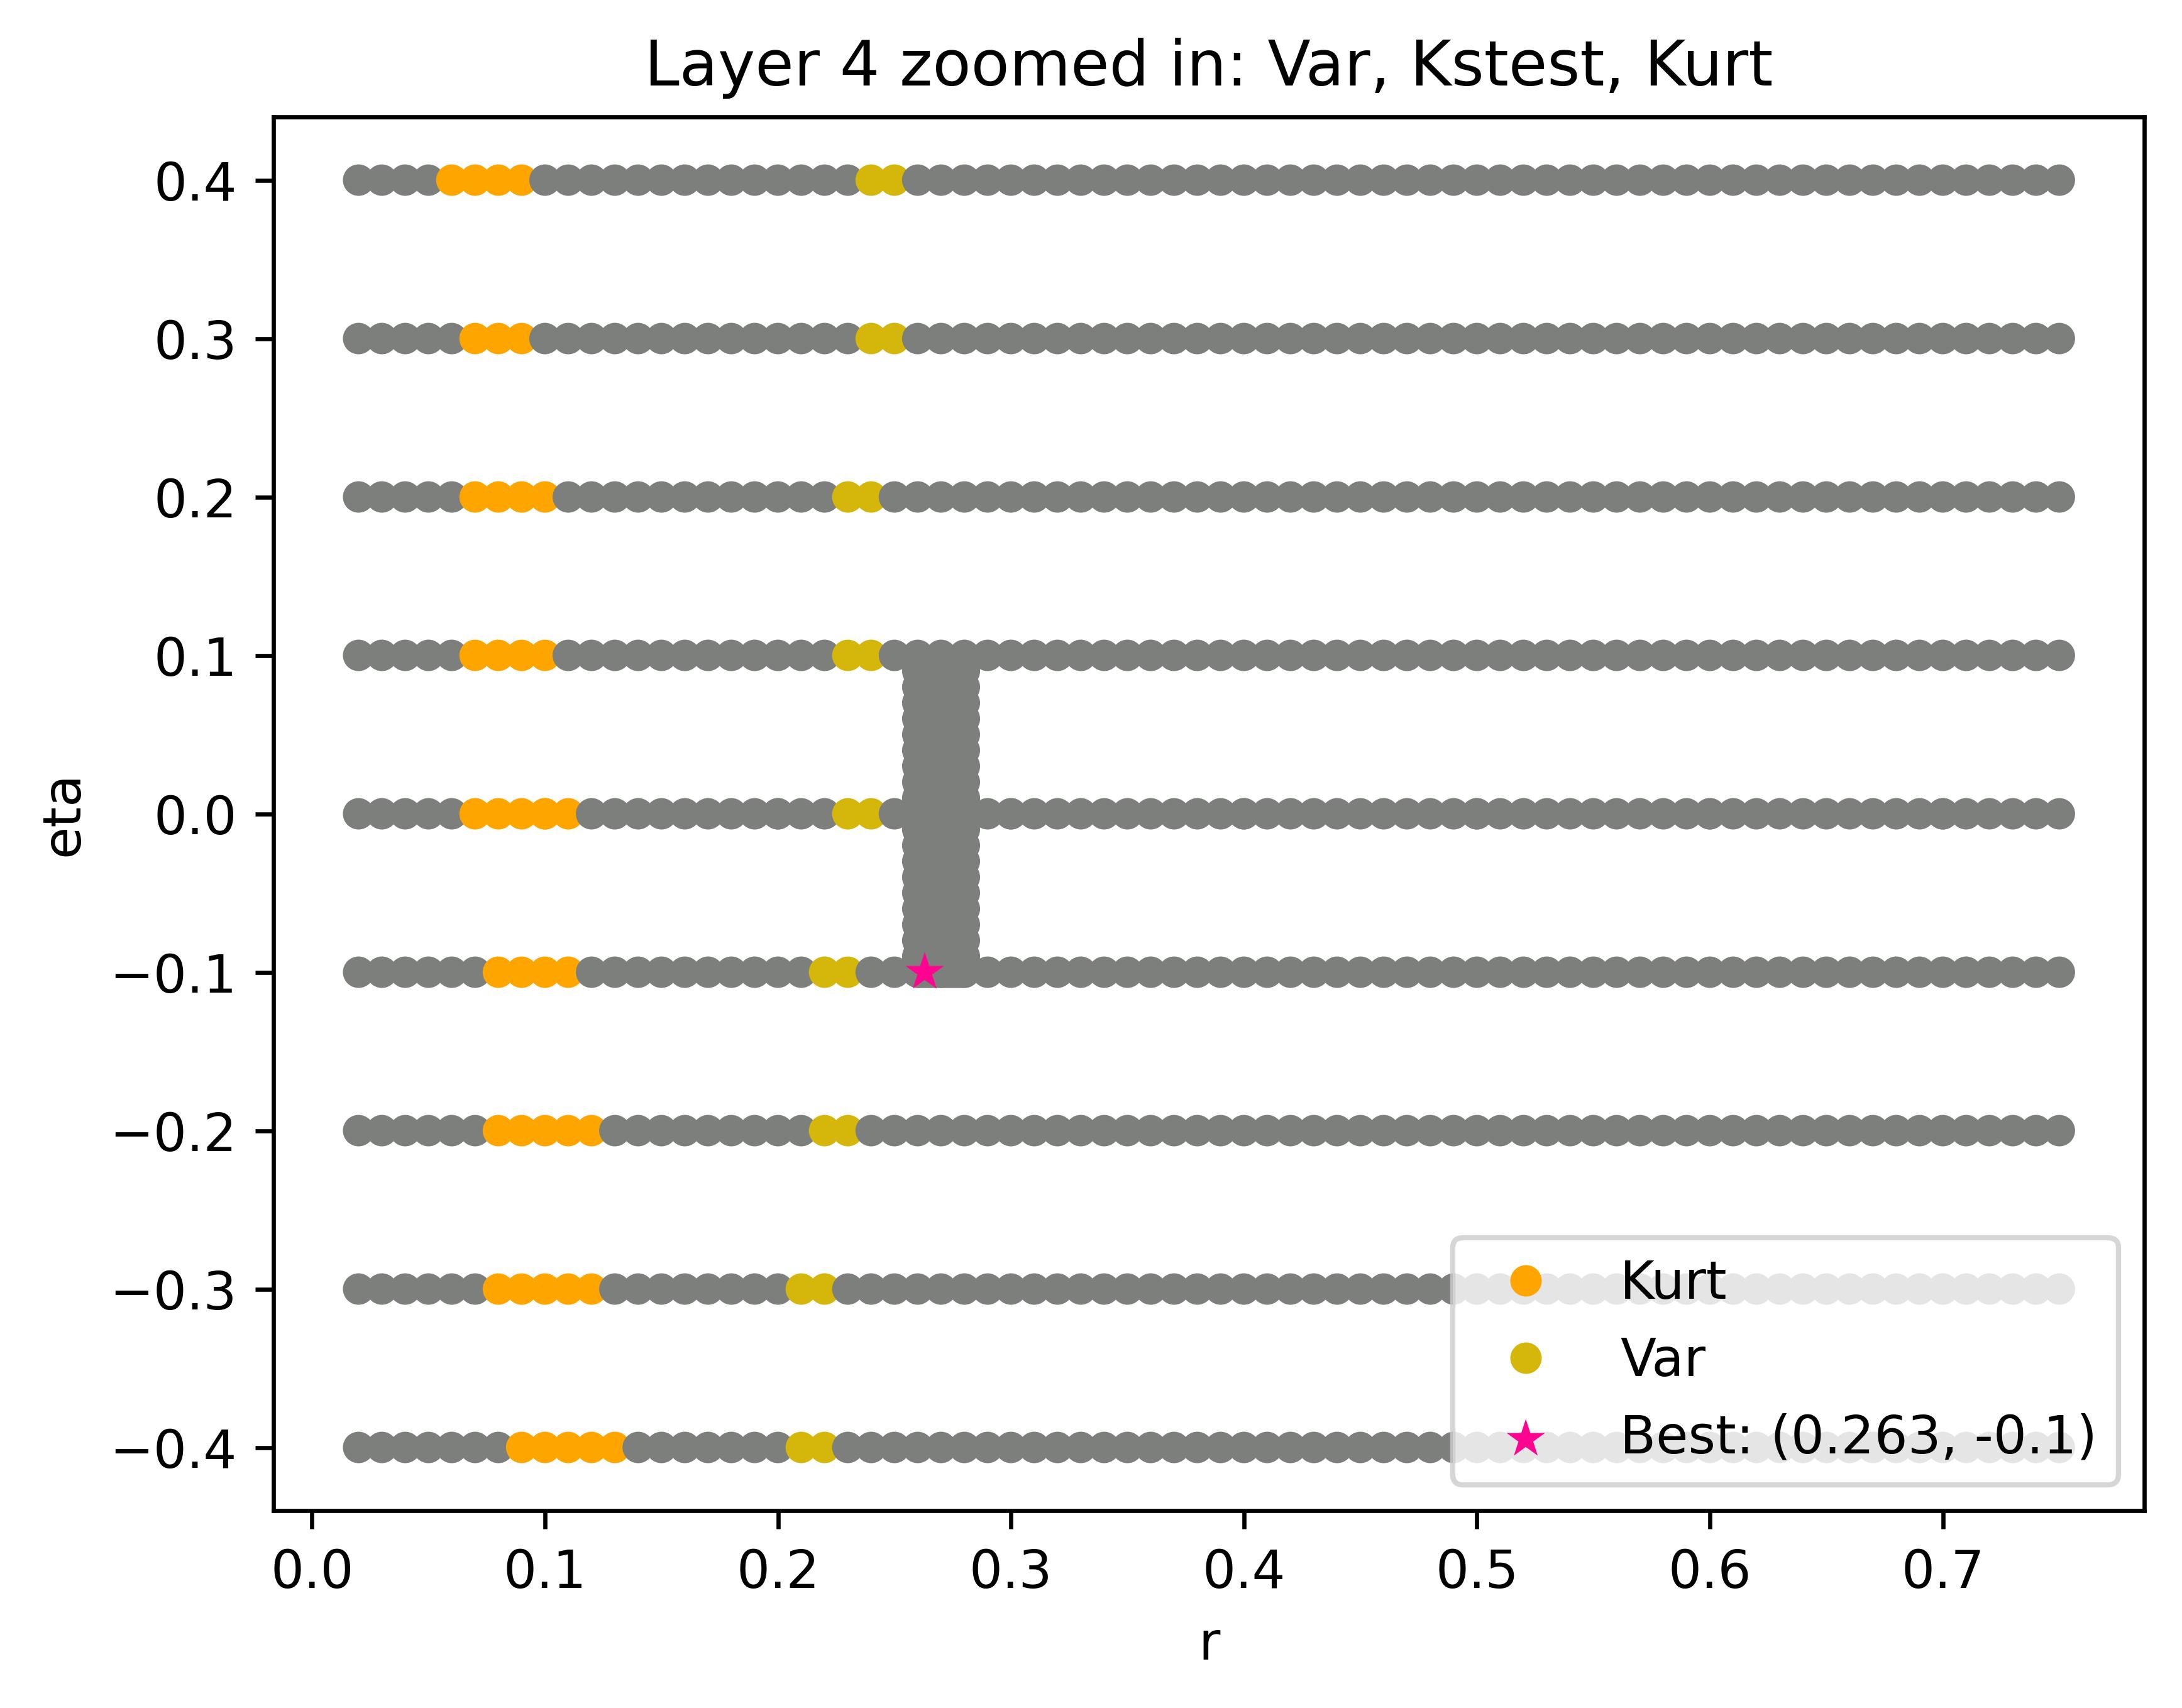 Layer 4 zoomed in: Var, Kstest, Kurt
0.4
0.3
0.2
0.1
0.0
−0.1
−0.2
−0.3
−0.4
eta
Kurt
Var
Best: (0.263, -0.1)
0.0 0.1 0.2 0.3 0.4 0.5 0.6 0.7
r